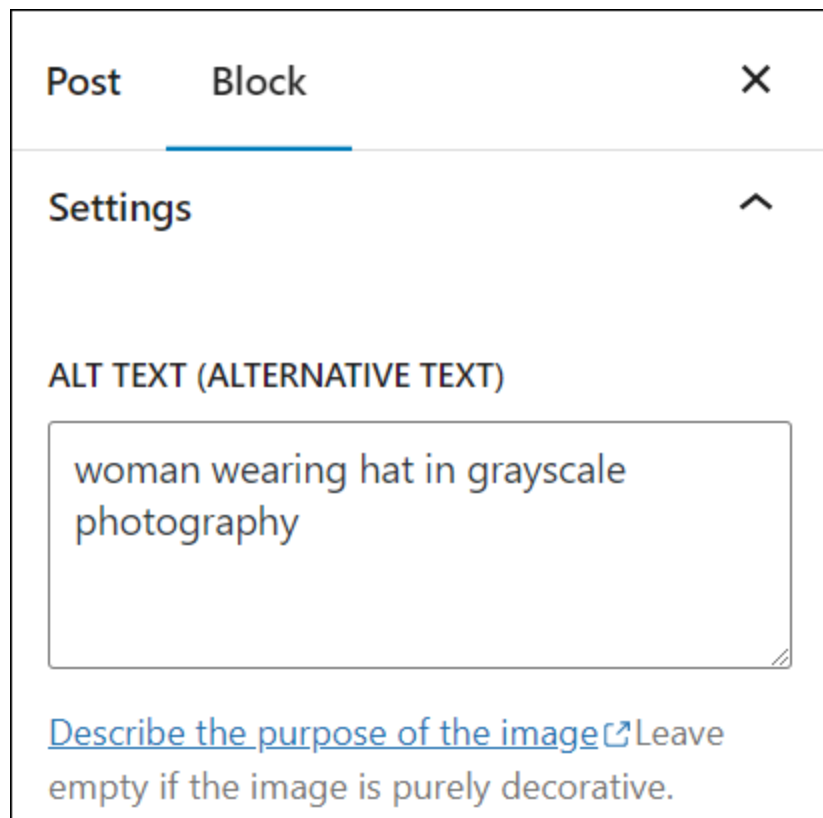 Post Block
Settings
ALT TEXT (ALTERNATIVE TEXT)
woman wearing hat in grayscale
photography
Describe the purpose of the image Leave
empty if the image is purely decorative.